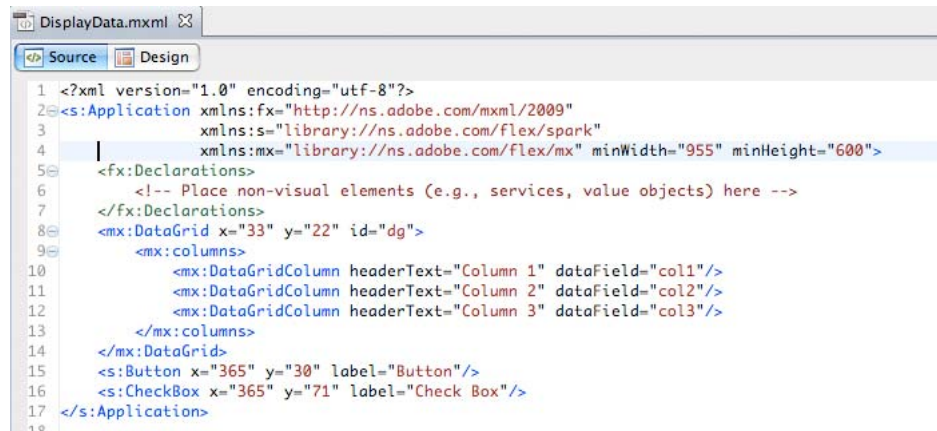 DisplayData.mxml
Source Design
1 <?xml version="1.0" encoding="utf-8"?>
2 <s:Application xmlns:fx="http://ns.adobe.com/mxml/2009"
3 xmlns:s="library://ns.adobe.com/flex/spark"
4 xmlns:mx="library://ns.adobe.com/flex/mx" minWidth="955" minHeight="600">
5 <fx:Declarations>
6 <!-- Place non-visual elements (e.g., services, value objects) here -->
7 </fx:Declarations>
8 <mx:DataGrid x="33" y="22" id="dg">
9 <mx:columns>
10 <mx:DataGridColumn headerText="Column 1" dataField="col1"/>
11 <mx:DataGridColumn headerText="Column 2" dataField="col2"/>
12 <mx:DataGridColumn headerText="Column 3" dataField="col3"/>
13 </mx:columns>
14 </mx:DataGrid>
15 <s:Button x="365" y="30" label="Button"/>
16 <s:CheckBox x="365" y="71" label="Check Box"/>
17 </s:Application>
18